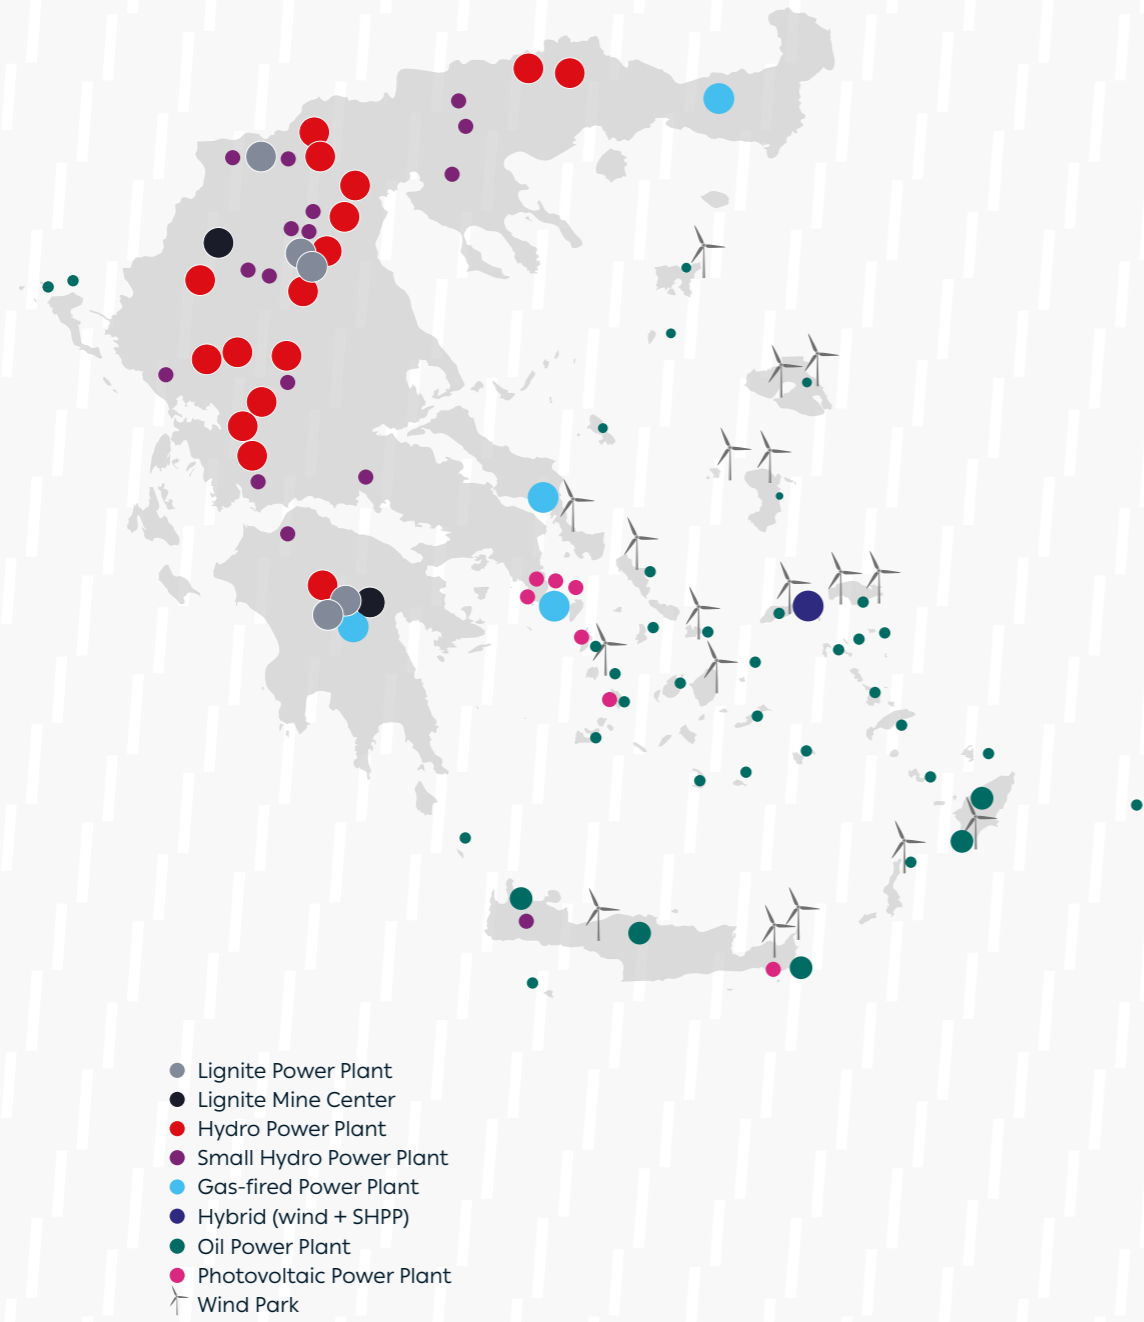 Lignite Power Plant
Lignite Mine Center
Hydro Power Plant
Small Hydro Power Plant
Gas-fired Power Plant
Hybrid (wind + SHPP)
Oil Power Plant
Photovoltaic Power Plant
Wind Park